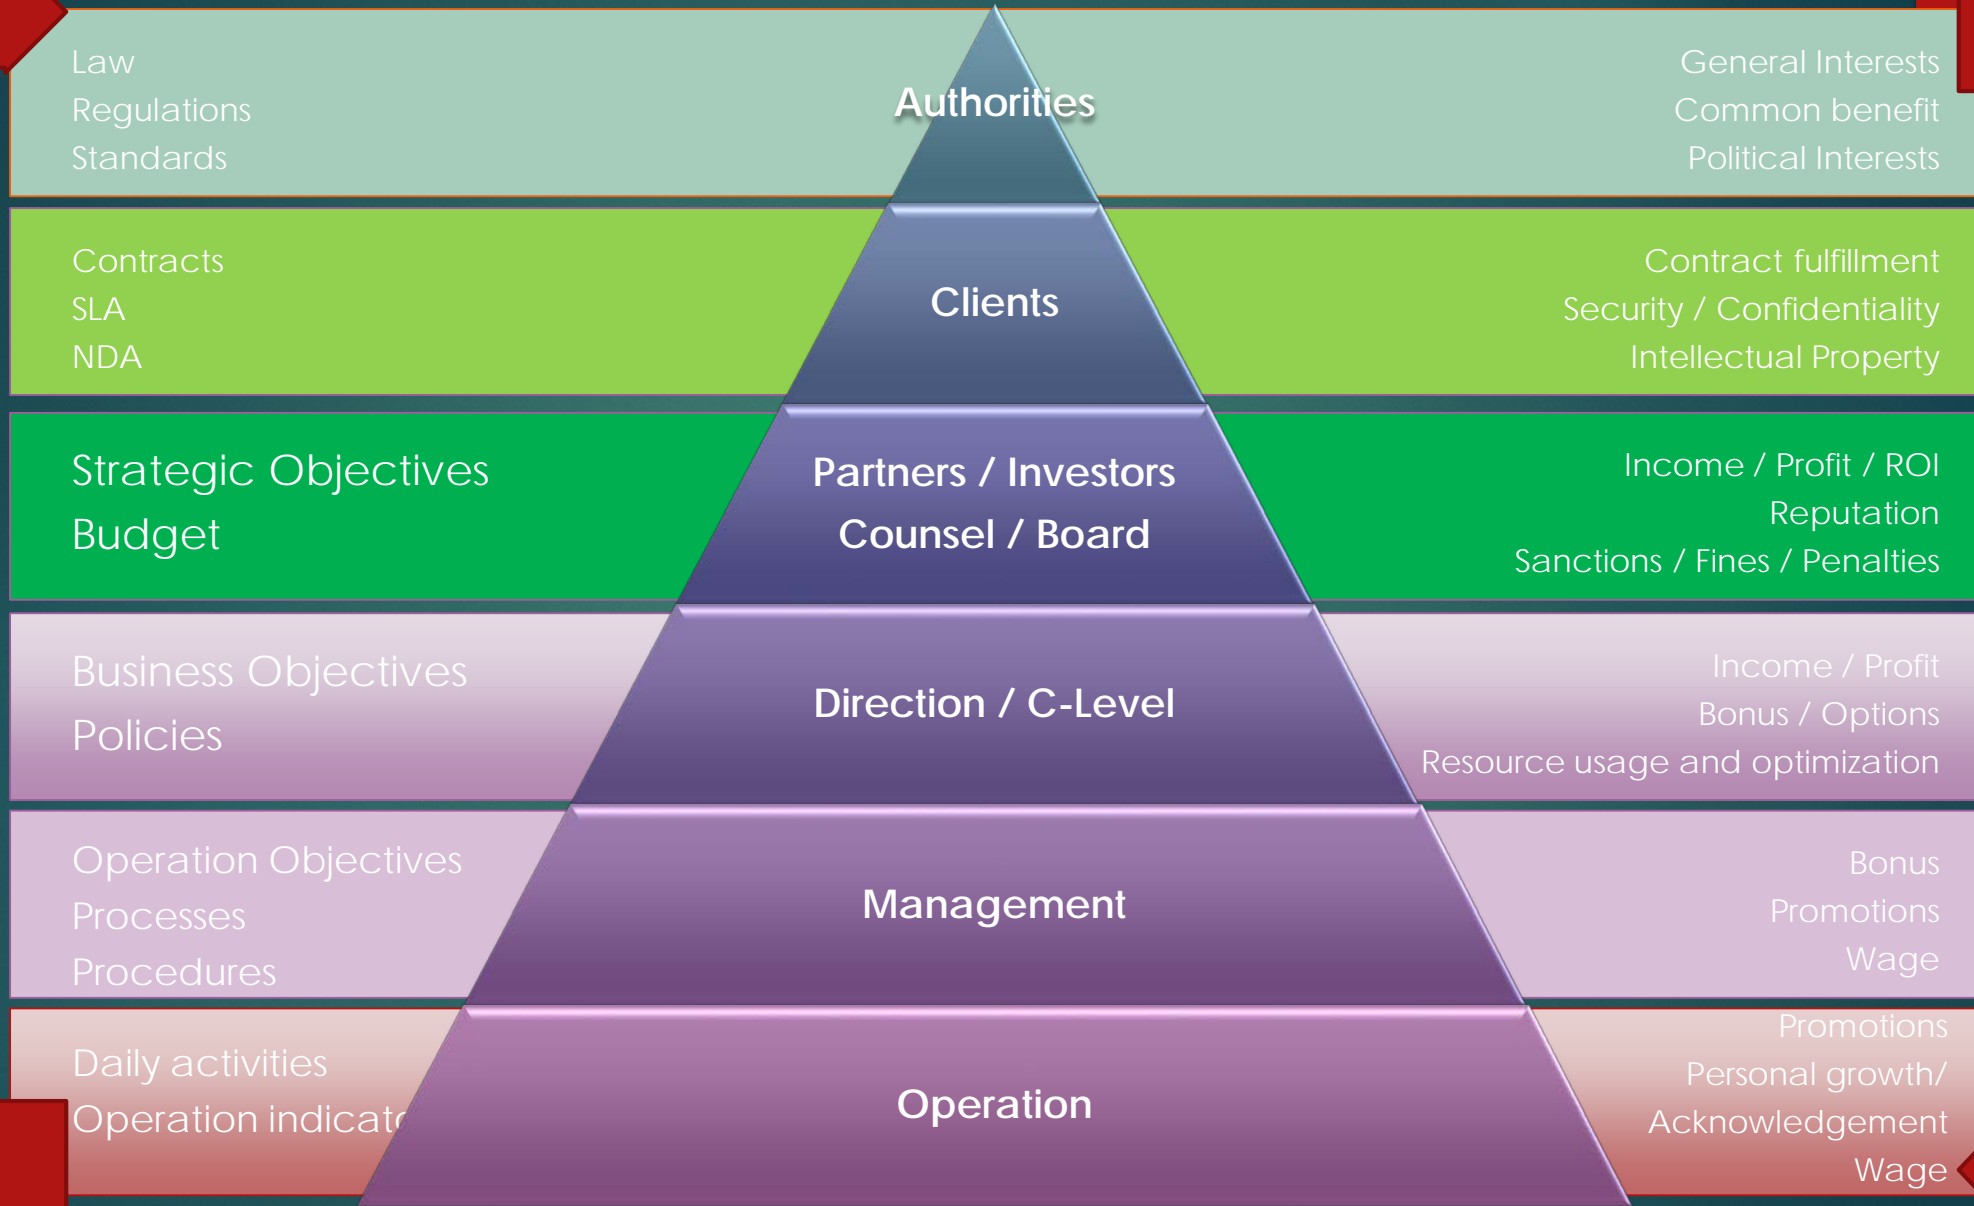 Law
Regulations
Standards
Authorities
General Interests
Common benefit
Political Interests
Contracts
SLA
NDA
Clients
Contract fulfillment
Security / Confidentiality
Intellectual Property
Strategic Objectives
Budget
Partners / Investors
Counsel / Board
Income / Profit / ROI
Reputation
Sanctions / Fines / Penalties
Business Objectives
Policies
Direction / C-Level
Income / Profit
Bonus / Options
Resource usage and optimization
Operation Objectives
Processes
Procedures
Management
Bonus
Promotions
Wage
Daily activities
Operation
Operation
Promotions
Personal growth/
Acknowledgement
Wage